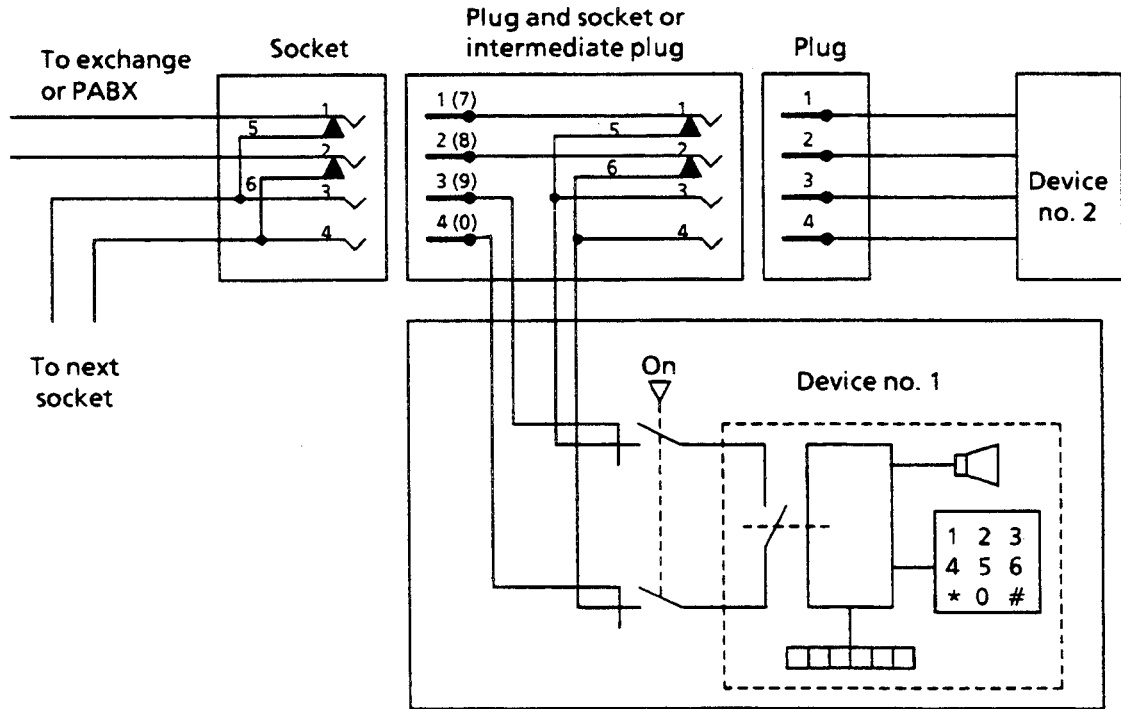 Plug and socket or
intermediate plug
Socket
Plug
To exchange
or PABX
1
5
2
6
3
4
1 (7)
2 (8)
3 (9)
4 (0)
1
5
2
6
3
4
1
2
3
4
Device
no. 2
To next
socket
On
Device no. 1
1 2 3
4 5 6
* 0 #